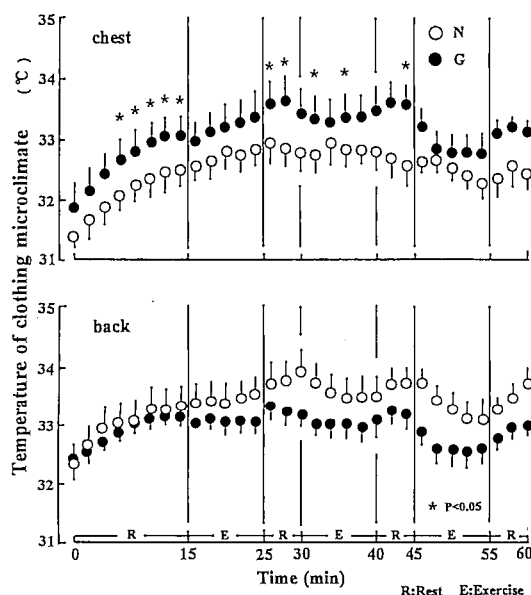 Temperature of clothing microclimate (℃)
35
chest
○ N
● G
34
* * * * * * * * *
33
32
31
35
back
34
33
32
* P<0.05
R E R E R E R
31
0 15 25 30 40 45 55 60
Time (min)
R:Rest E:Exercise